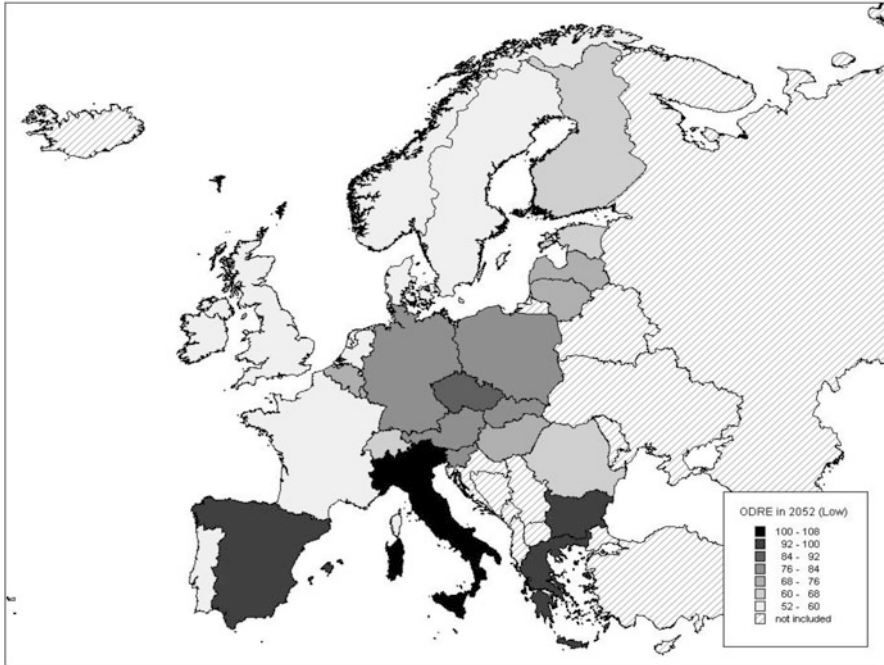 ODRE in 2052 (Low)
100 - 108
92 - 100
84 - 92
76 - 84
68 - 76
60 - 68
52 - 60
not included